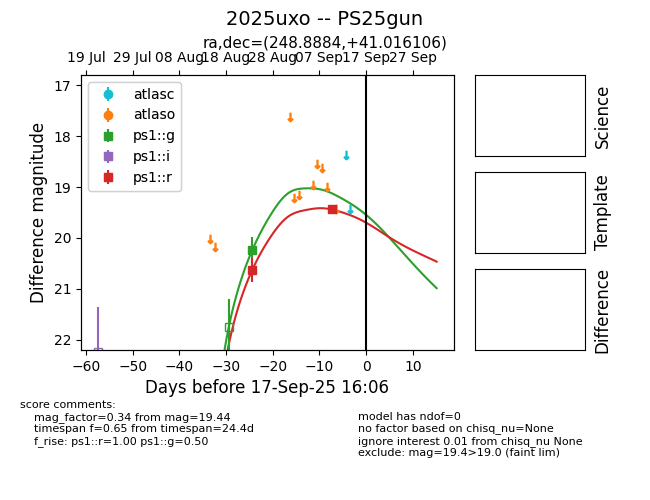 2025uxo -- PS25gun
ra,dec=(248.8884,+41.016106)
19 Jul 29 Jul 08 Aug 18 Aug 28 Aug 07 Sep 17 Sep 27 Sep
17
18
19
20
21
22
Difference magnitude
atlasc
atlaso
ps1::g
ps1::i
ps1::r
−60 −50 −40 −30 −20 −10 0 10
Days before 17-Sep-25 16:06
Science
Template
Difference
score comments:
mag_factor=0.34 from mag=19.44
timespan f=0.65 from timespan=24.4d
f_rise: ps1::r=1.00 ps1::g=0.50
model has ndof=0
no factor based on chisq_nu=None
ignore interest 0.01 from chisq_nu None
exclude: mag=19.4>19.0 (faint lim)